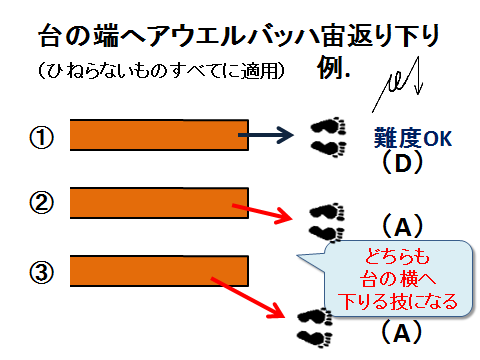 台の端へアウエルバッハ宙返り下り
（ひねらないものすべてに適用）　例.
① 難度OK
（D）
② （A）
どちらも
台の横へ
下りる技になる
③ （A）